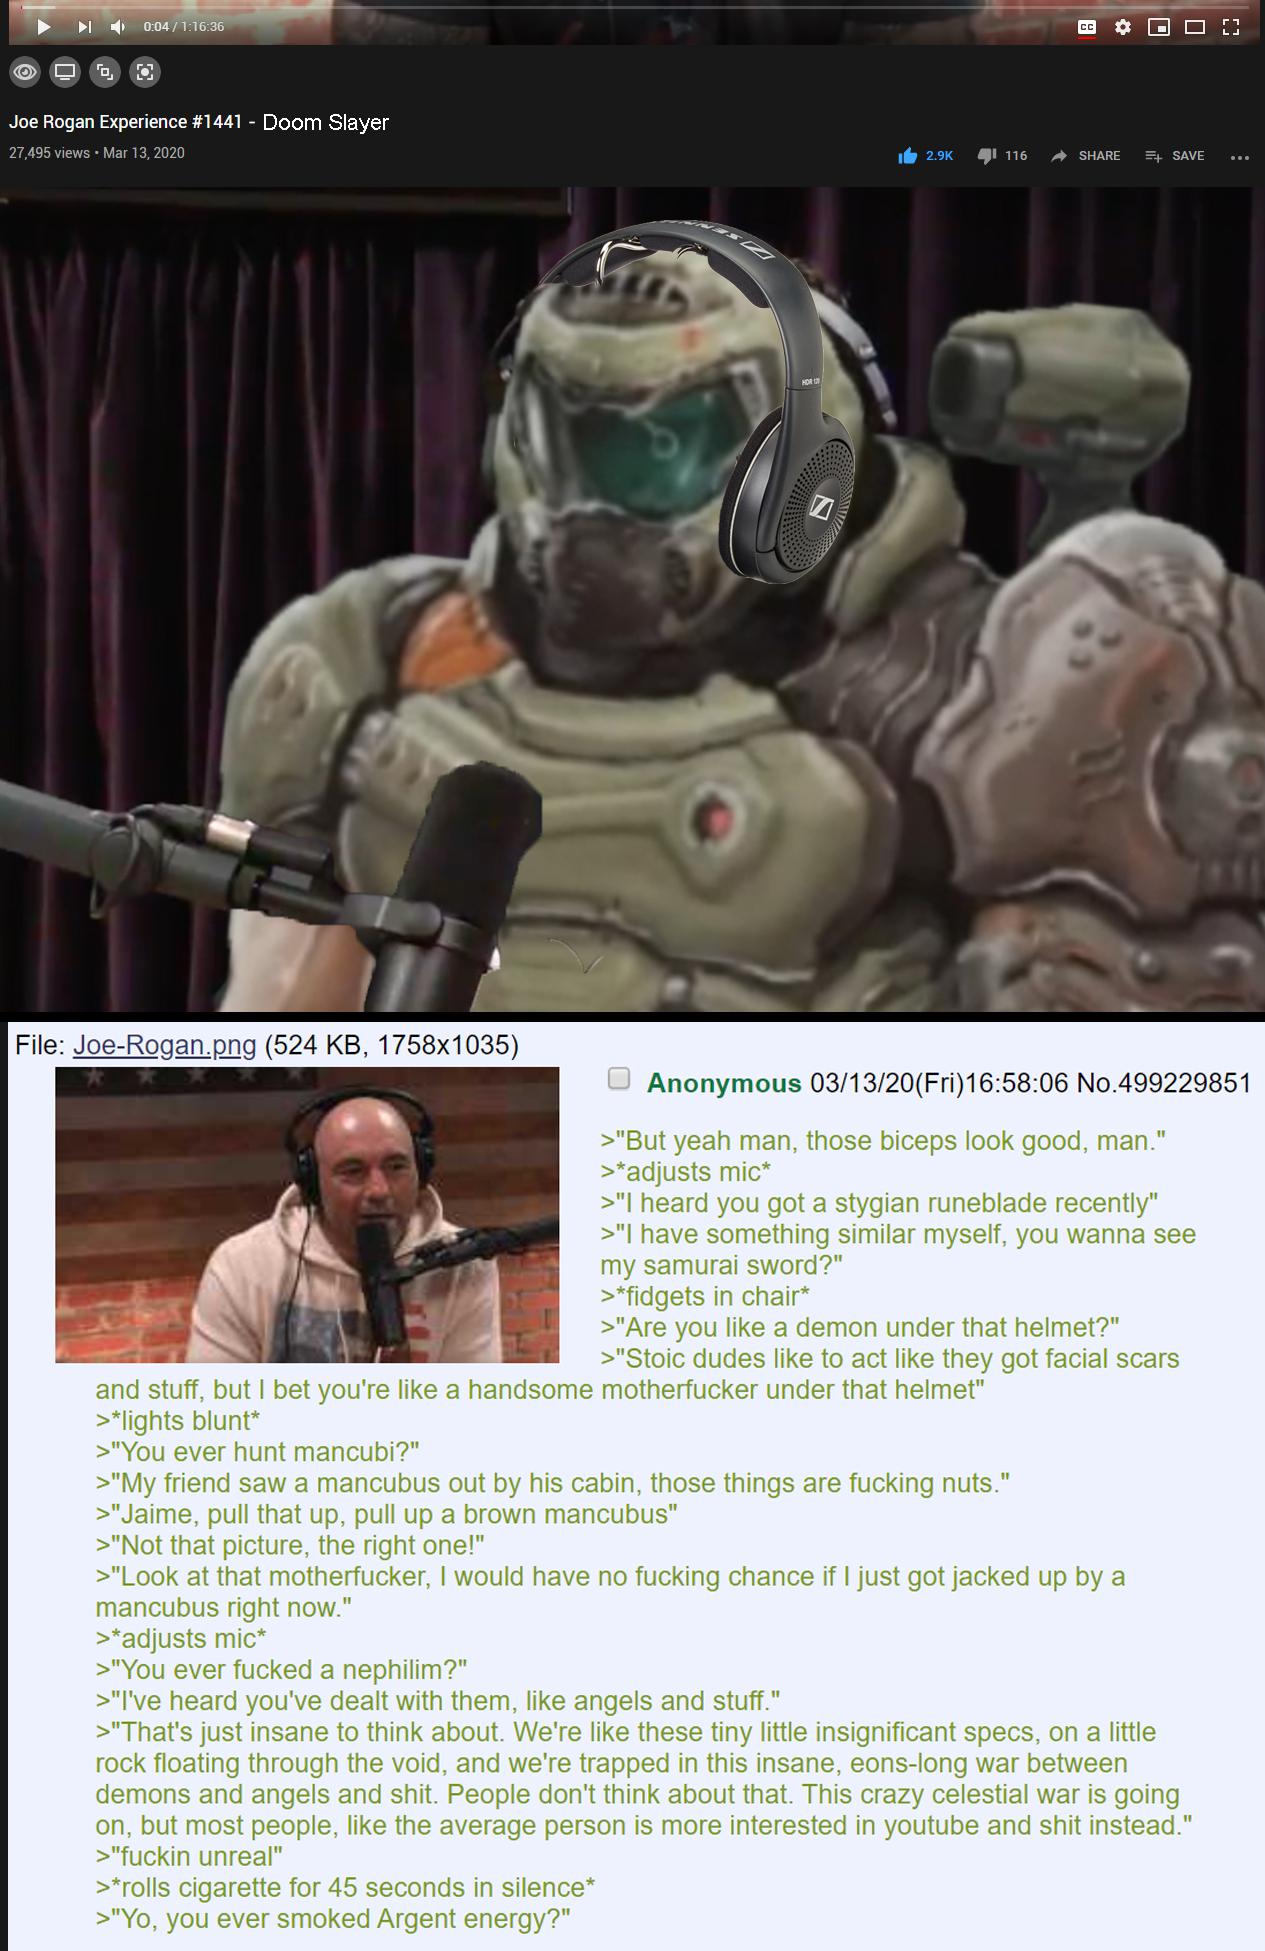 0:04 / 1:16:36
CC
Joe Rogan Experience #1441 - Doom Slayer
27,495 views • Mar 13, 2020
2.9K
116
SHARE
SAVE
HDR 120
File: Joe-Rogan.png (524 KB, 1758x1035)
Anonymous 03/13/20(Fri)16:58:06 No.499229851
>"But yeah man, those biceps look good, man."
>*adjusts mic*
>"I heard you got a stygian runeblade recently"
>"I have something similar myself, you wanna see
my samurai sword?"
>*fidgets in chair*
>"Are you like a demon under that helmet?"
>"Stoic dudes like to act like they got facial scars
and stuff, but I bet you're like a handsome motherfucker under that helmet"
>*lights blunt*
>"You ever hunt mancubi?"
>"My friend saw a mancubus out by his cabin, those things are fucking nuts."
>"Jaime, pull that up, pull up a brown mancubus"
>"Not that picture, the right one!"
>"Look at that motherfucker, I would have no fucking chance if I just got jacked up by a
mancubus right now."
>*adjusts mic*
>"You ever fucked a nephilim?"
>"I've heard you've dealt with them, like angels and stuff."
>"That's just insane to think about. We're like these tiny little insignificant specs, on a little
rock floating through the void, and we're trapped in this insane, eons-long war between
demons and angels and shit. People don't think about that. This crazy celestial war is going
on, but most people, like the average person is more interested in youtube and shit instead."
>"fuckin unreal"
>*rolls cigarette for 45 seconds in silence*
>"Yo, you ever smoked Argent energy?"